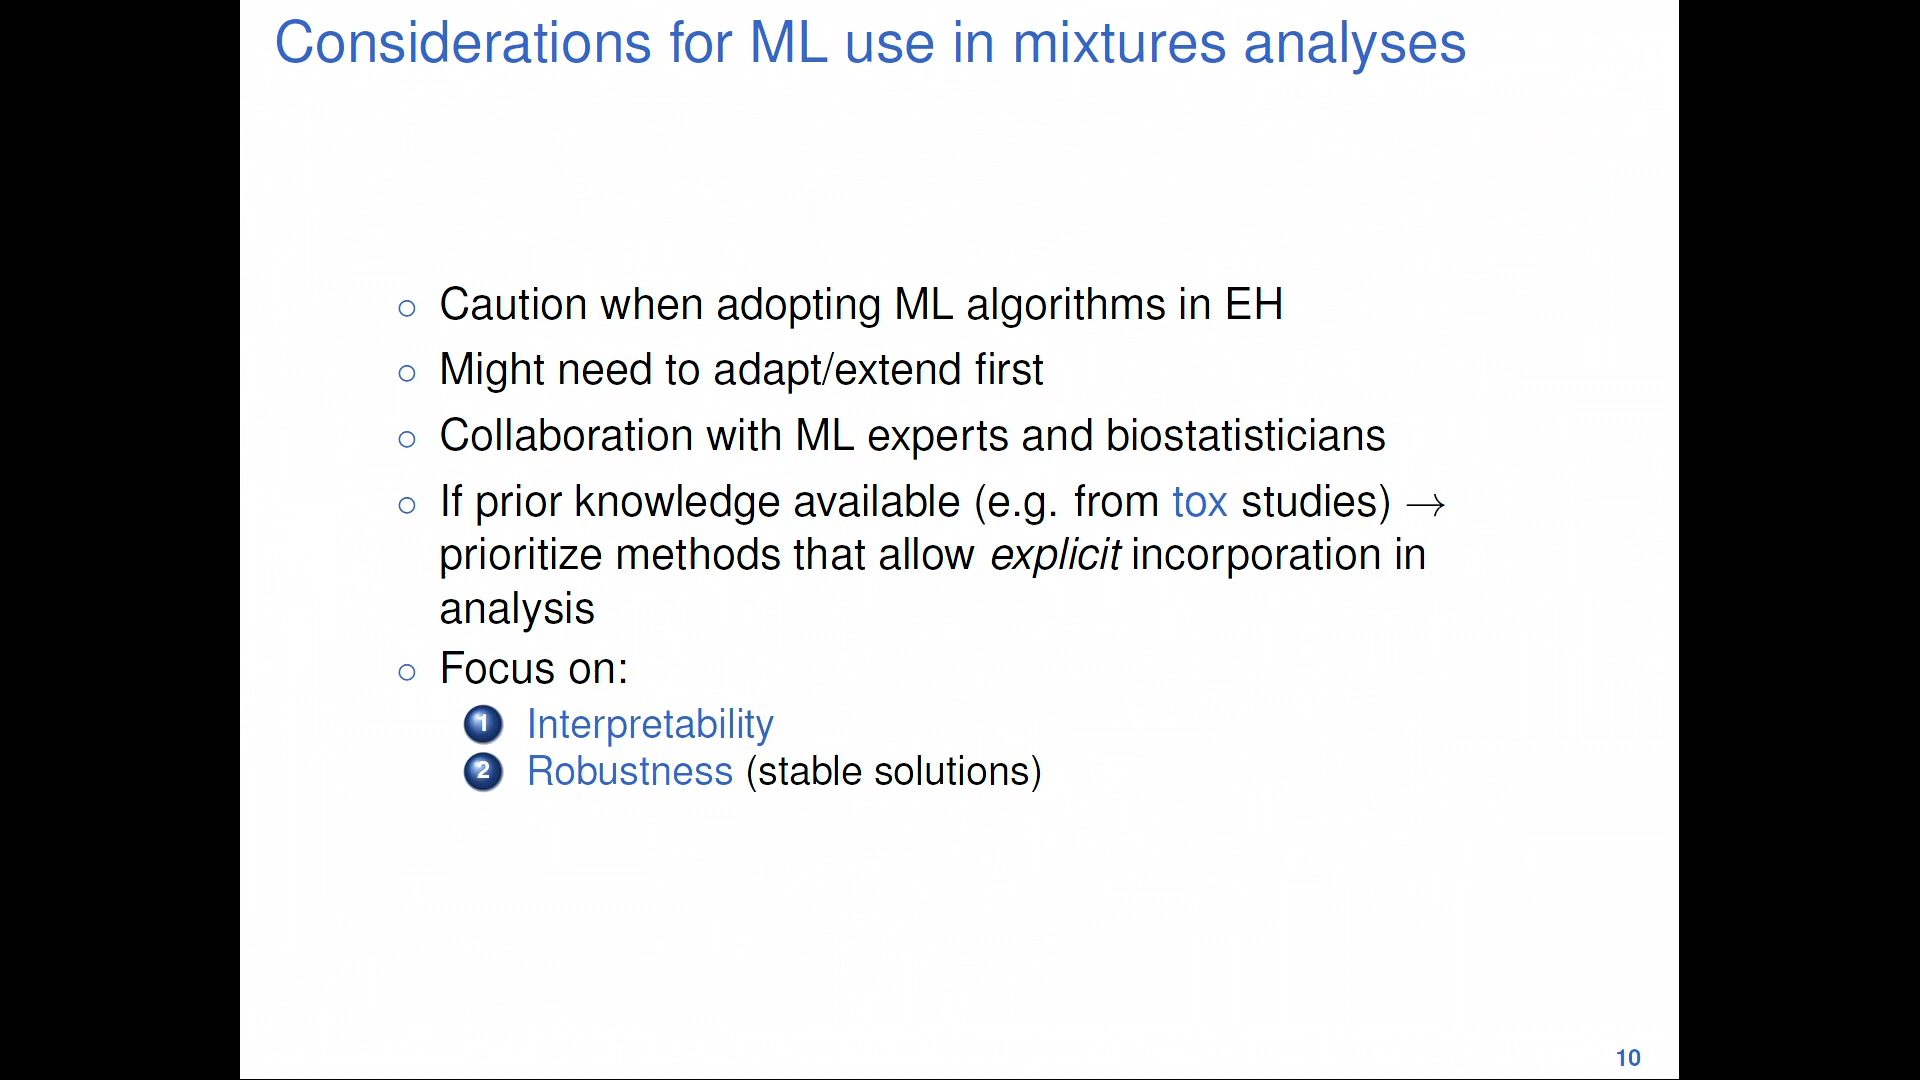 Considerations for ML use in mixtures analyses
○ Caution when adopting ML algorithms in EH
○ Might need to adapt/extend first
○ Collaboration with ML experts and biostatisticians
○ If prior knowledge available (e.g. from tox studies) →
prioritize methods that allow explicit incorporation in
analysis
○ Focus on:
1 Interpretability
2 Robustness (stable solutions)
10